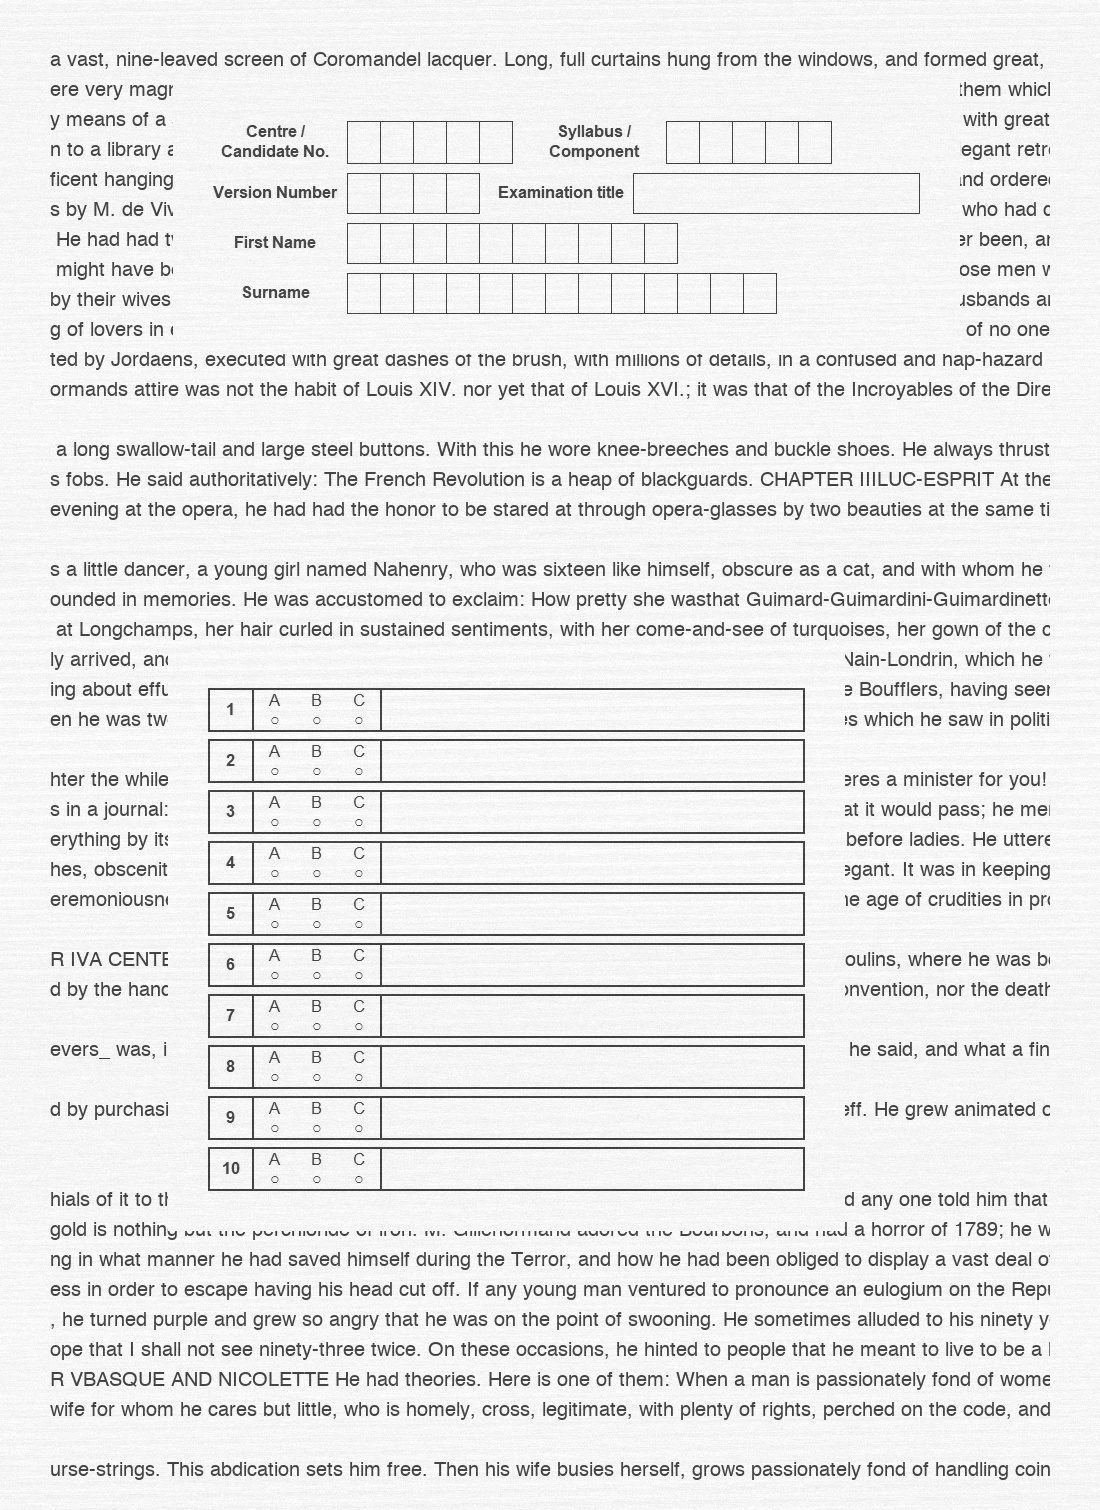 a vast, nine-leaved screen of Coromandel lacquer. Long, full curtains hung from the windows, and formed great,
ere very them which
y means of a with great
Centre / Candidate No. Syllabus / Component
n to a library
ficent hanging and ordered
Version Number Examination title
s by M. de who had
He had had been,
First Name
might have ose men
by their wives usbands
Surname
g of lovers in of no one
ted by Jordaens, executed with great dashes of the brush, with millions of details, in a confused and hap-hazard
ormands attire was not the habit of Louis XIV. nor yet that of Louis XVI.; it was that of the Incroyables of the Dire
a long swallow-tail and large steel buttons. With this he wore knee-breeches and buckle shoes. He always thrust
s fobs. He said authoritatively: The French Revolution is a heap of blackguards. CHAPTER IIILUC-ESPRIT At the
evening at the opera, he had had the honor to be stared at through opera-glasses by two beauties at the same ti
s a little dancer, a young girl named Nahenry, who was sixteen like himself, obscure as a cat, and with whom he
ounded in memories. He was accustomed to exclaim: How pretty she wasthat Guimard-Guimardini-Guimardinette
at Longchamps, her hair curled in sustained sentiments, with her come-and-see of turquoises, her gown of the
ly arrived, Nain-Londrin, which he
ing about Boufflers, having seen
1 A B C
en he was which he saw in politi
2 A B C
hter the while eres a minister for you!
3 A B C
s in a journal: at it would pass; he
erything by before ladies. He
4 A B C
hes, egant. It was in keeping
eremoniousn age of crudities in
5 A B C
R IVA CENTE oulins, where he was
6 A B C
d by the nvention, nor the death
7 A B C
evers_ was, he said, and what a fin
8 A B C
d by eff. He grew animated
9 A B C
10 A B C
hials of it to d any one told him that
gold is nothing but the perchloride of iron. M. Gillenormand adored the Bourbons, and had a horror of 1789; he
ng in what manner he had saved himself during the Terror, and how he had been obliged to display a vast deal
ess in order to escape having his head cut off. If any young man ventured to pronounce an eulogium on the
, he turned purple and grew so angry that he was on the point of swooning. He sometimes alluded to his ninety
ope that I shall not see ninety-three twice. On these occasions, he hinted to people that he meant to live to be a
R VBASQUE AND NICOLETTE He had theories. Here is one of them: When a man is passionately fond of
wife for whom he cares but little, who is homely, cross, legitimate, with plenty of rights, perched on the code, and
urse-strings. This abdication sets him free. Then his wife busies herself, grows passionately fond of handling coin